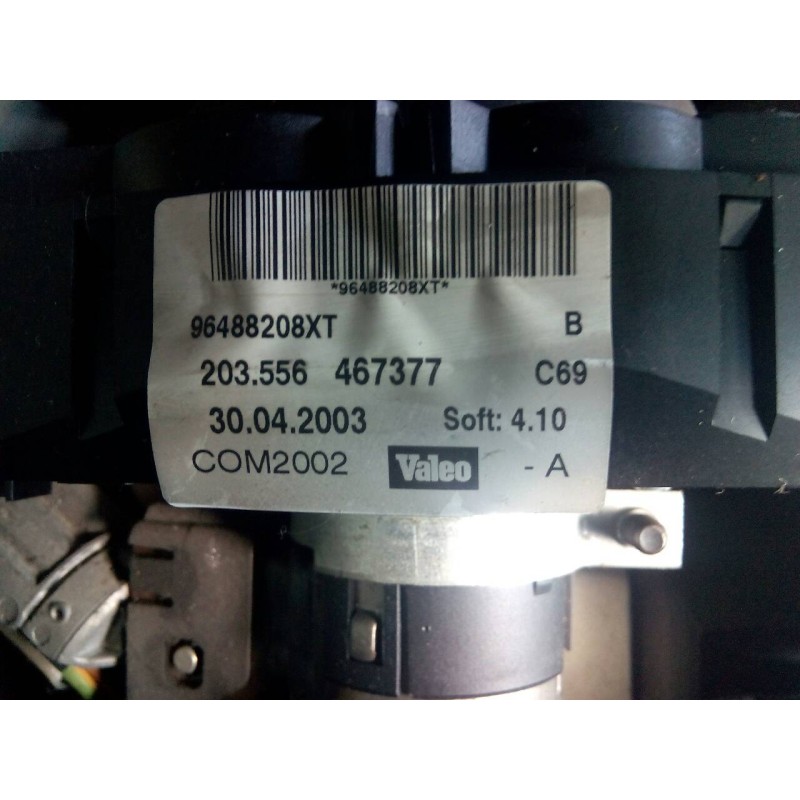 *96488208XT*
96488208XT B
203.556 467377 C69
30.04.2003 Soft: 4.10
COM2002 Valeo - A